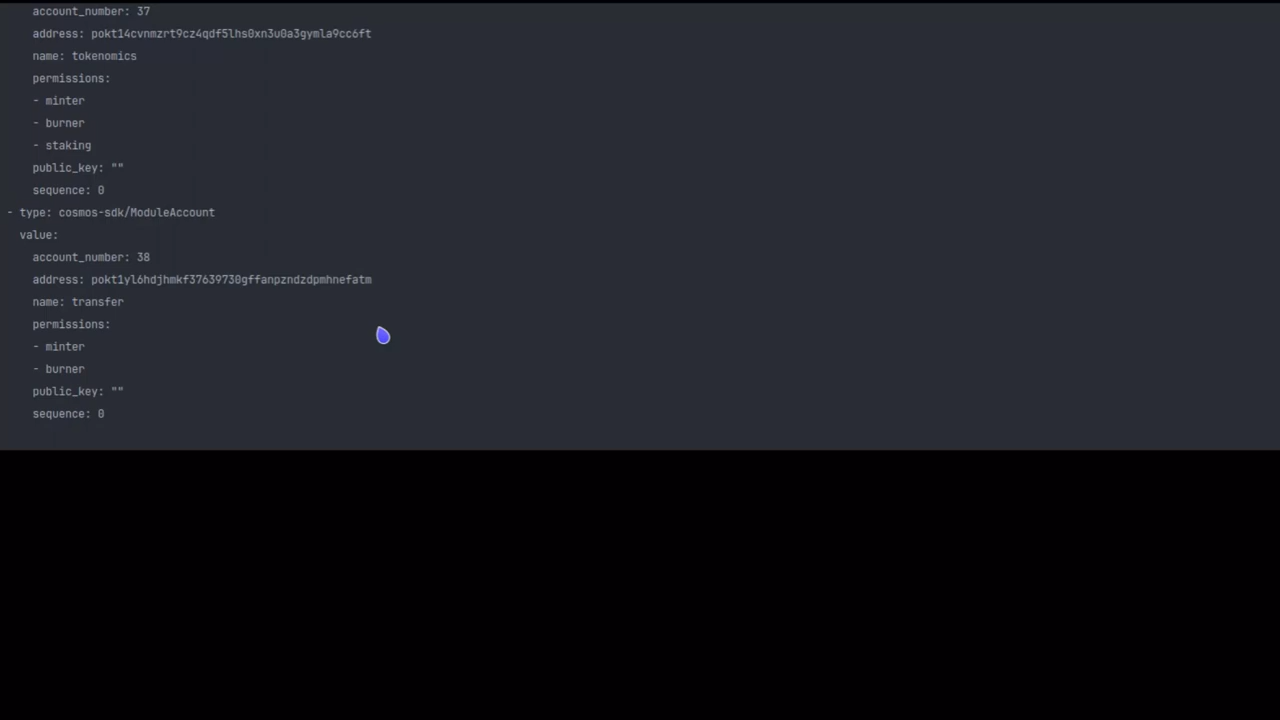 account_number: 37
address: pokt14cvnmzrt9cz4qdf5lhs0xn3u0a3gymla9cc6ft
name: tokenomics
permissions:
- minter
- burner
- staking
public_key: ""
sequence: 0
- type: cosmos-sdk/ModuleAccount
value:
account_number: 38
address: pokt1yl6hdjhmkf37639730gffanpzndzdpmhnefatm
name: transfer
permissions:
- minter
- burner
public_key: ""
sequence: 0